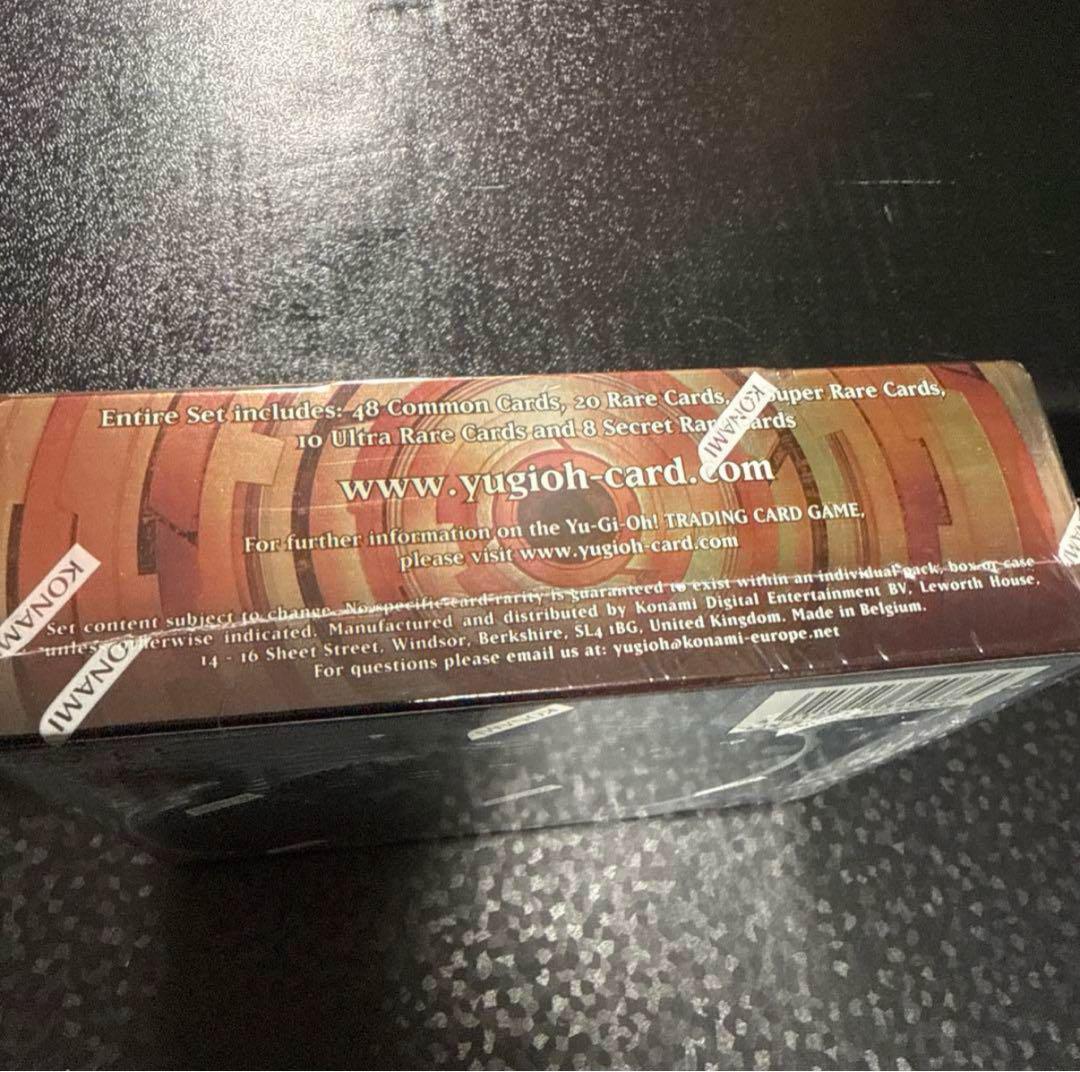 Entire Set includes: 48 Common Cards, 20 Rare Cards, Super Rare Cards,
10 Ultra Rare Cards and 8 Secret Rare Cards
www.yugioh-card.com
For further information on the Yu-Gi-Oh! TRADING CARD GAME,
please visit www.yugioh-card.com
Set content subject to change. No specific card rarity is guaranteed to exist within an individual pack, box or case
unless otherwise indicated. Manufactured and distributed by Konami Digital Entertainment BV, Leworth House,
14 - 16 Sheet Street, Windsor, Berkshire, SL4 1BG, United Kingdom. Made in Belgium.
For questions please email us at: yugioh@konami-europe.net
KONAMI
KONAMI
KONAMI
KONAMI